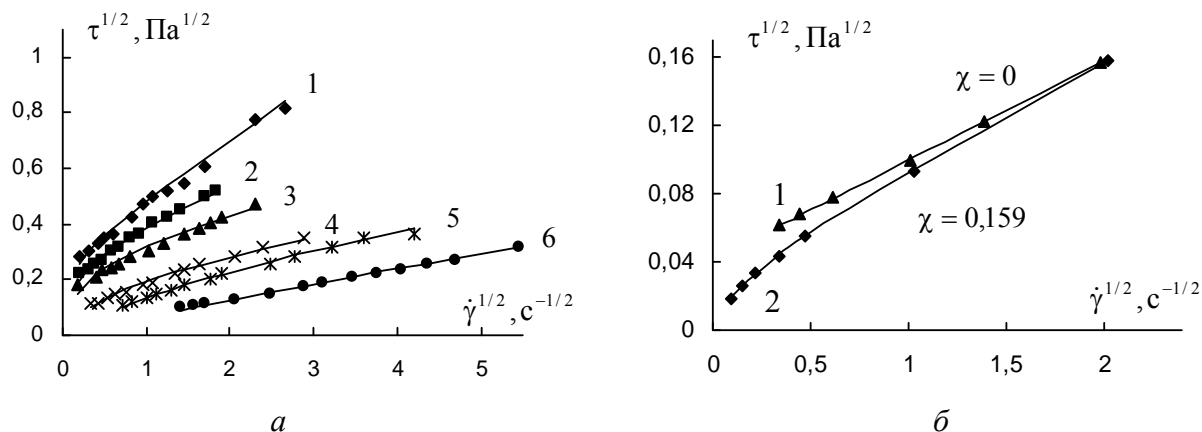 τ^1/2, Па^1/2
1
0,8
0,6
0,4
0,2
0
0 1 2 3 4 5
1
2
3
4
5
6
γ̇^1/2, с^−1/2
а
τ^1/2, Па^1/2
0,16
0,12
0,08
0,04
0
0 0,5 1 1,5 2
χ = 0
1
χ = 0,159
2
γ̇^1/2, с^−1/2
б